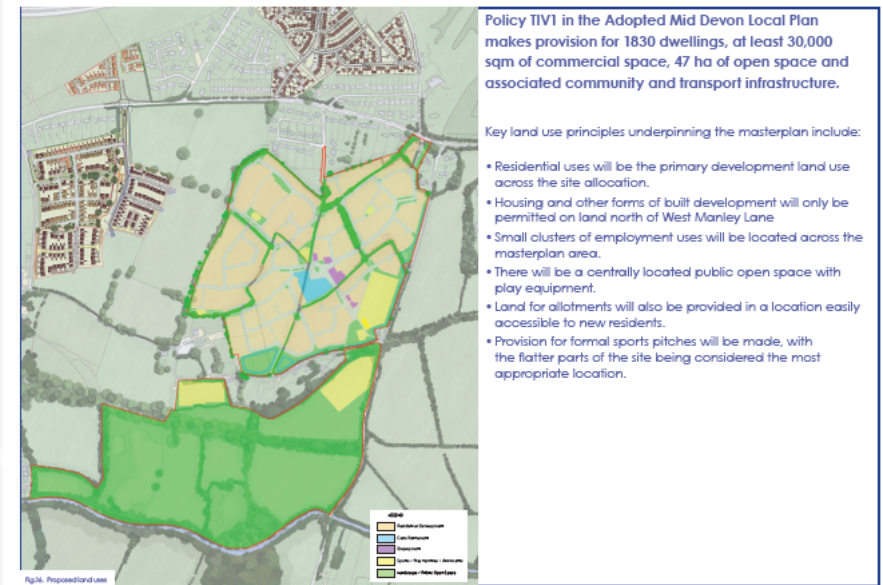 Policy TIV1 in the Adopted Mid Devon Local Plan
makes provision for 1830 dwellings, at least 30,000
sqm of commercial space, 47 ha of open space and
associated community and transport infrastructure.
Key land use principles underpinning the masterplan include:
• Residential uses will be the primary development land use
across the site allocation.
• Housing and other forms of built development will only be
permitted on land north of West Manley Lane
• Small clusters of employment uses will be located across the
masterplan area.
• There will be a centrally located public open space with
play equipment.
• Land for allotments will also be provided in a location easily
accessible to new residents.
• Provision for formal sports pitches will be made, with
the flatter parts of the site being considered the most
appropriate location.
Residential Development
Employment
Landscape / Public Open Space
Fig.16. Proposed land uses